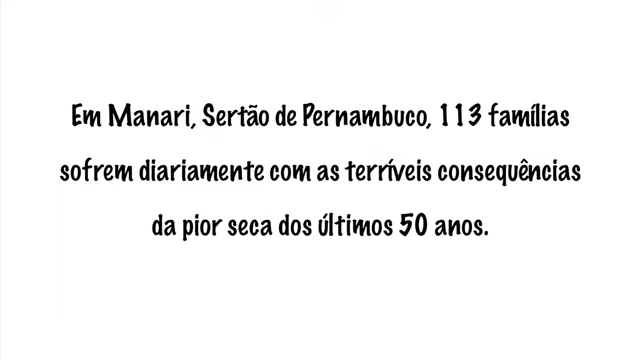 Em Manari, Sertão de Pernambuco, 113 famílias
sofrem diariamente com as terríveis consequências
da pior seca dos últimos 50 anos.